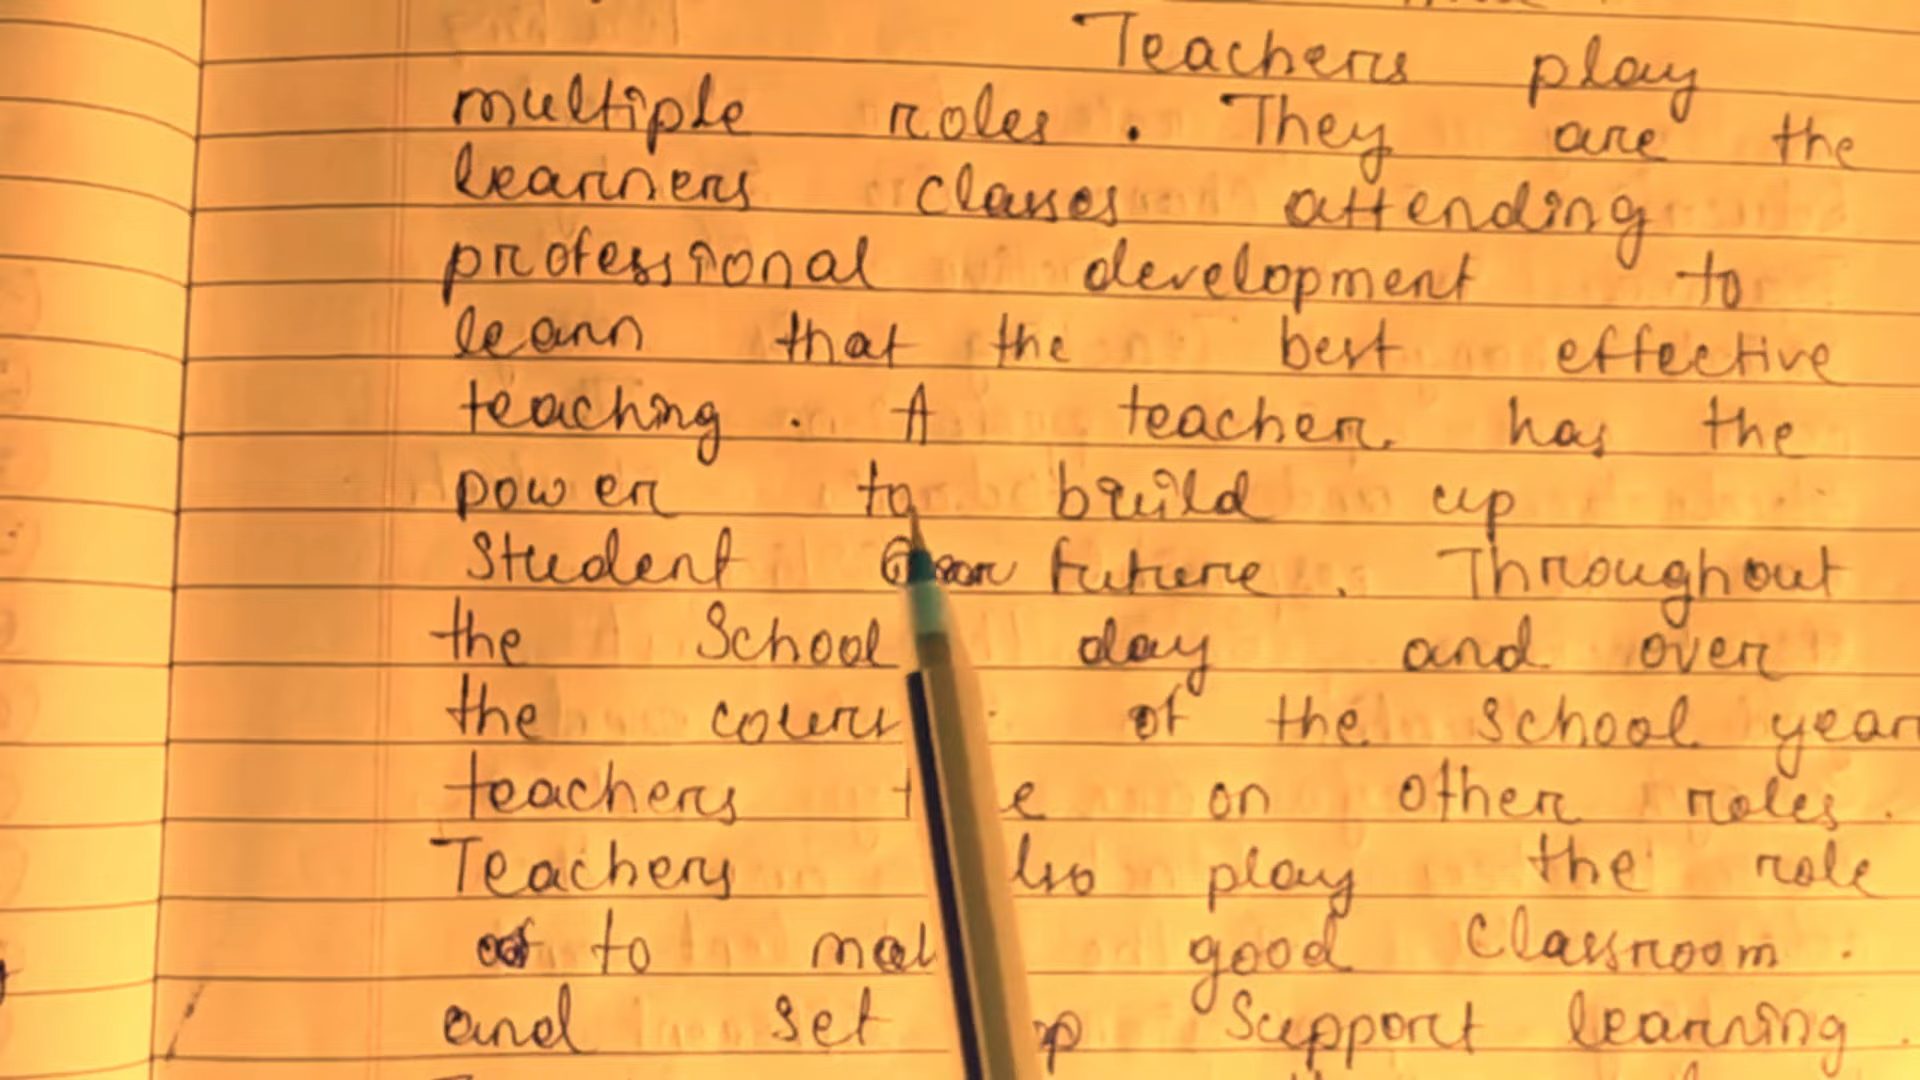 Teachers play
multiple roles. They are the
learners classes attending
professional development to
learn that the best effective
teaching. A teacher. has the
power to build up
Student future. Throughout
the School day and over
the of the School year
teachers on other roles.
Teachers play the role
of to good classroom.
and set support learning.